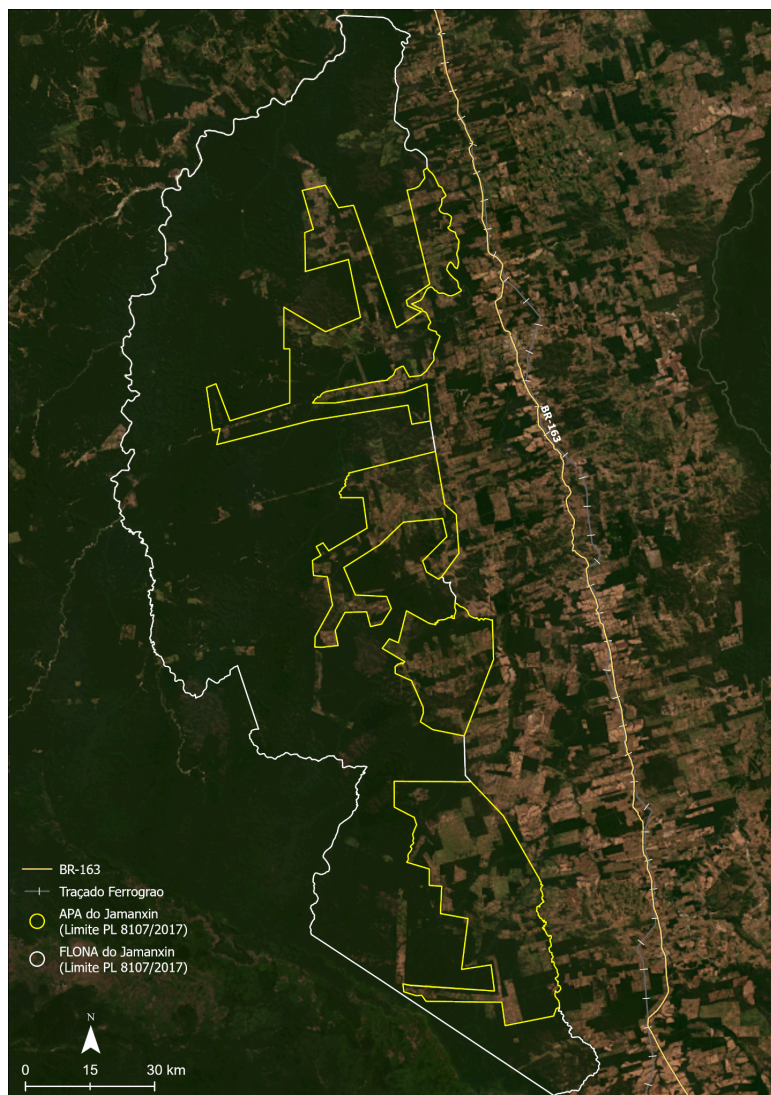 BR-163
BR-163
Traçado Ferrograo
APA do Jamanxin
(Limite PL 8107/2017)
FLONA do Jamanxin
(Limite PL 8107/2017)
N
0 15 30 km